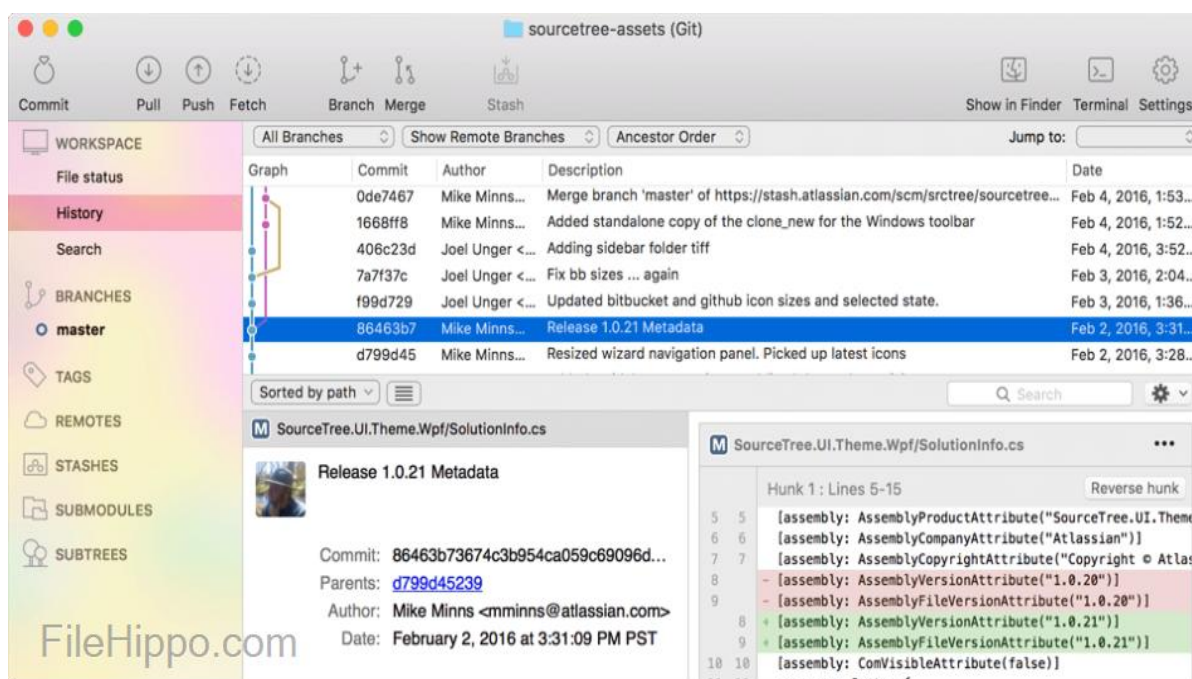 sourcetree-assets (Git)
Commit Pull Push Fetch Branch Merge Stash Show in Finder Terminal Settings
WORKSPACE
File status
History
Search
BRANCHES
master
TAGS
REMOTES
STASHES
SUBMODULES
SUBTREES
All Branches Show Remote Branches Ancestor Order Jump to:
Graph Commit Author Description Date
0de7467 Mike Minns... Merge branch 'master' of https://stash.atlassian.com/scm/srctree/sourcetree... Feb 4, 2016, 1:53...
1668ff8 Mike Minns... Added standalone copy of the clone_new for the Windows toolbar Feb 4, 2016, 1:52...
406c23d Joel Unger <... Adding sidebar folder tiff Feb 4, 2016, 3:52...
7a7f37c Joel Unger <... Fix bb sizes ... again Feb 3, 2016, 2:04...
f99d729 Joel Unger <... Updated bitbucket and github icon sizes and selected state. Feb 3, 2016, 1:36...
86463b7 Mike Minns... Release 1.0.21 Metadata Feb 2, 2016, 3:31...
d799d45 Mike Minns... Resized wizard navigation panel. Picked up latest icons Feb 2, 2016, 3:28...
Sorted by path Search
M SourceTree.UI.Theme.Wpf/SolutionInfo.cs
Release 1.0.21 Metadata
Commit: 86463b73674c3b954ca059c69096d...
Parents: d799d45239
Author: Mike Minns <mminns@atlassian.com>
Date: February 2, 2016 at 3:31:09 PM PST
M SourceTree.UI.Theme.Wpf/SolutionInfo.cs
Hunk 1 : Lines 5-15 Reverse hunk
5 5 [assembly: AssemblyProductAttribute("SourceTree.UI.Theme
6 6 [assembly: AssemblyCompanyAttribute("Atlassian")]
7 7 [assembly: AssemblyCopyrightAttribute("Copyright © Atlas
8 - [assembly: AssemblyVersionAttribute("1.0.20")]
9 - [assembly: AssemblyFileVersionAttribute("1.0.20")]
8 + [assembly: AssemblyVersionAttribute("1.0.21")]
9 + [assembly: AssemblyFileVersionAttribute("1.0.21")]
10 10 [assembly: ComVisibleAttribute(false)]
FileHippo.com